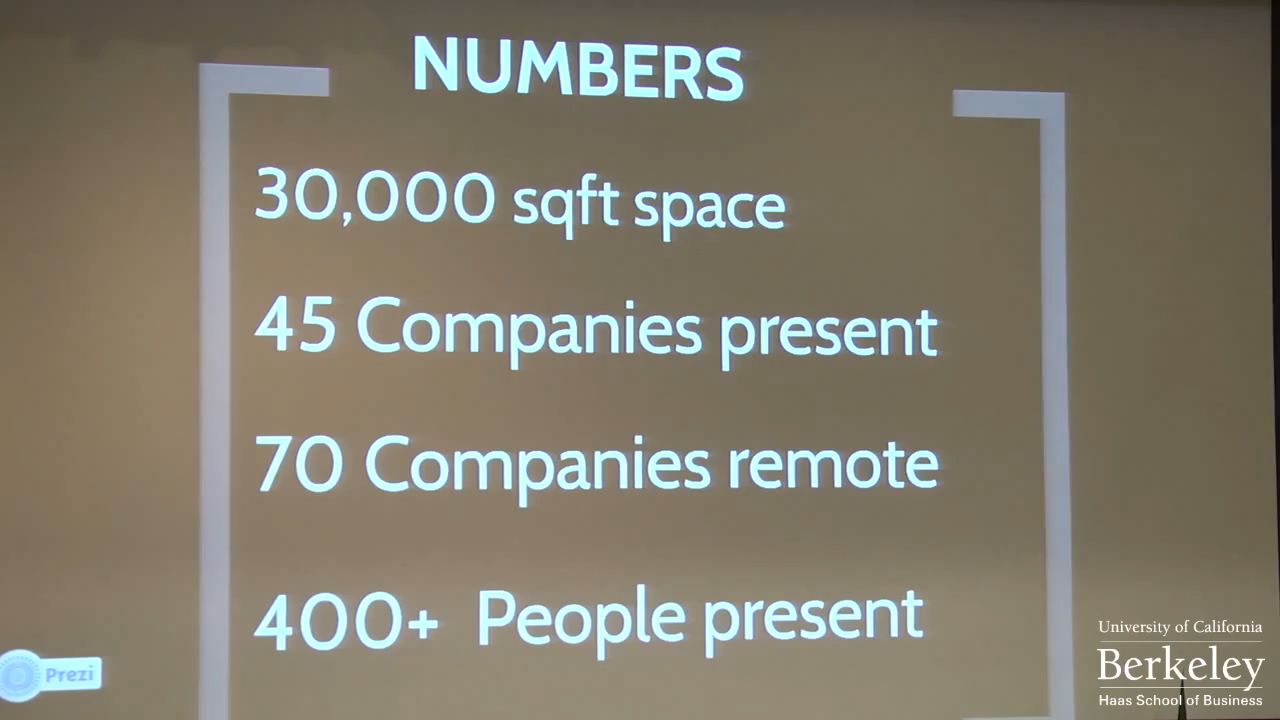 NUMBERS
30,000 sqft space
45 Companies present
70 Companies remote
400+ People present
Prezi
University of California
Berkeley
Haas School of Business